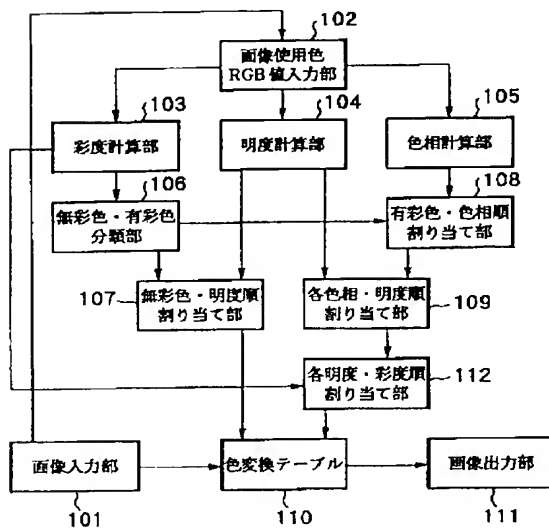 102
画像使用色
RGB値入力部
103
104
105
彩度計算部
明度計算部
色相計算部
106
108
無彩色・有彩色
分類部
有彩色・色相順
割り当て部
107
無彩色・明度順
割り当て部
各色相・明度順
割り当て部
109
各明度・彩度順
割り当て部
112
画像入力部
色変換テーブル
画像出力部
101
110
111